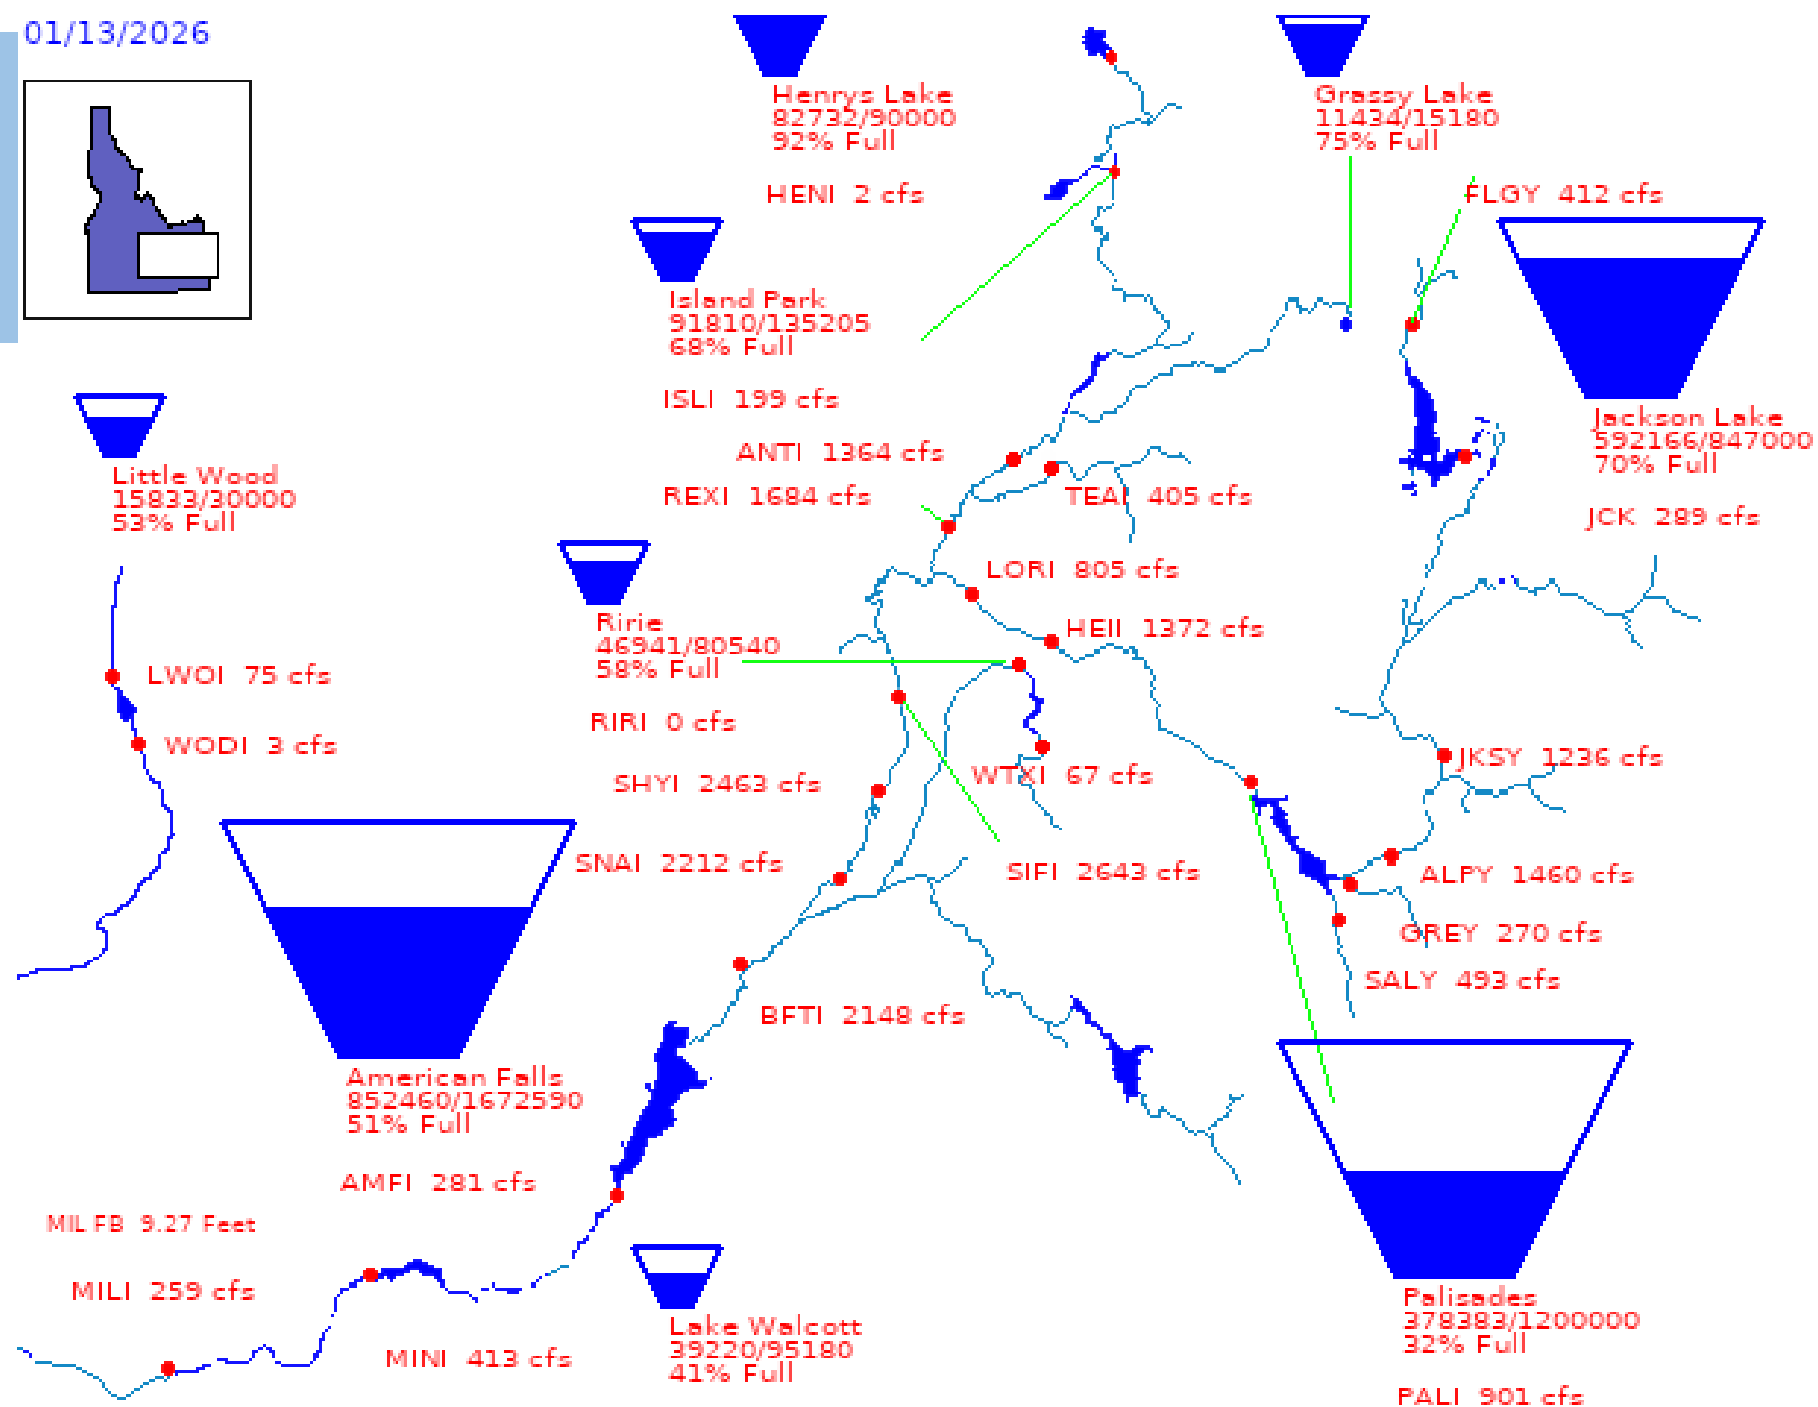 01/13/2026
Henrys Lake
82732/90000
92% Full
HENI 2 cfs
Grassy Lake
11434/15180
75% Full
FLGY 412 cfs
Island Park
91810/135205
68% Full
ISLI 199 cfs
Jackson Lake
592166/847000
70% Full
JCK 289 cfs
Little Wood
15833/30000
53% Full
ANTI 1364 cfs
REXI 1684 cfs
TEAI 405 cfs
LORI 805 cfs
HEII 1372 cfs
Ririe
46941/80540
58% Full
RIRI 0 cfs
LWOI 75 cfs
WODI 3 cfs
SHYI 2463 cfs
WTXI 67 cfs
JKSY 1236 cfs
SNAI 2212 cfs
SIFI 2643 cfs
ALPY 1460 cfs
GREY 270 cfs
SALY 493 cfs
BFTI 2148 cfs
American Falls
852460/1672590
51% Full
AMFI 281 cfs
MILFB 9.27 Feet
MILI 259 cfs
MINI 413 cfs
Lake Walcott
39220/95180
41% Full
Palisades
378383/1200000
32% Full
PALI 901 cfs